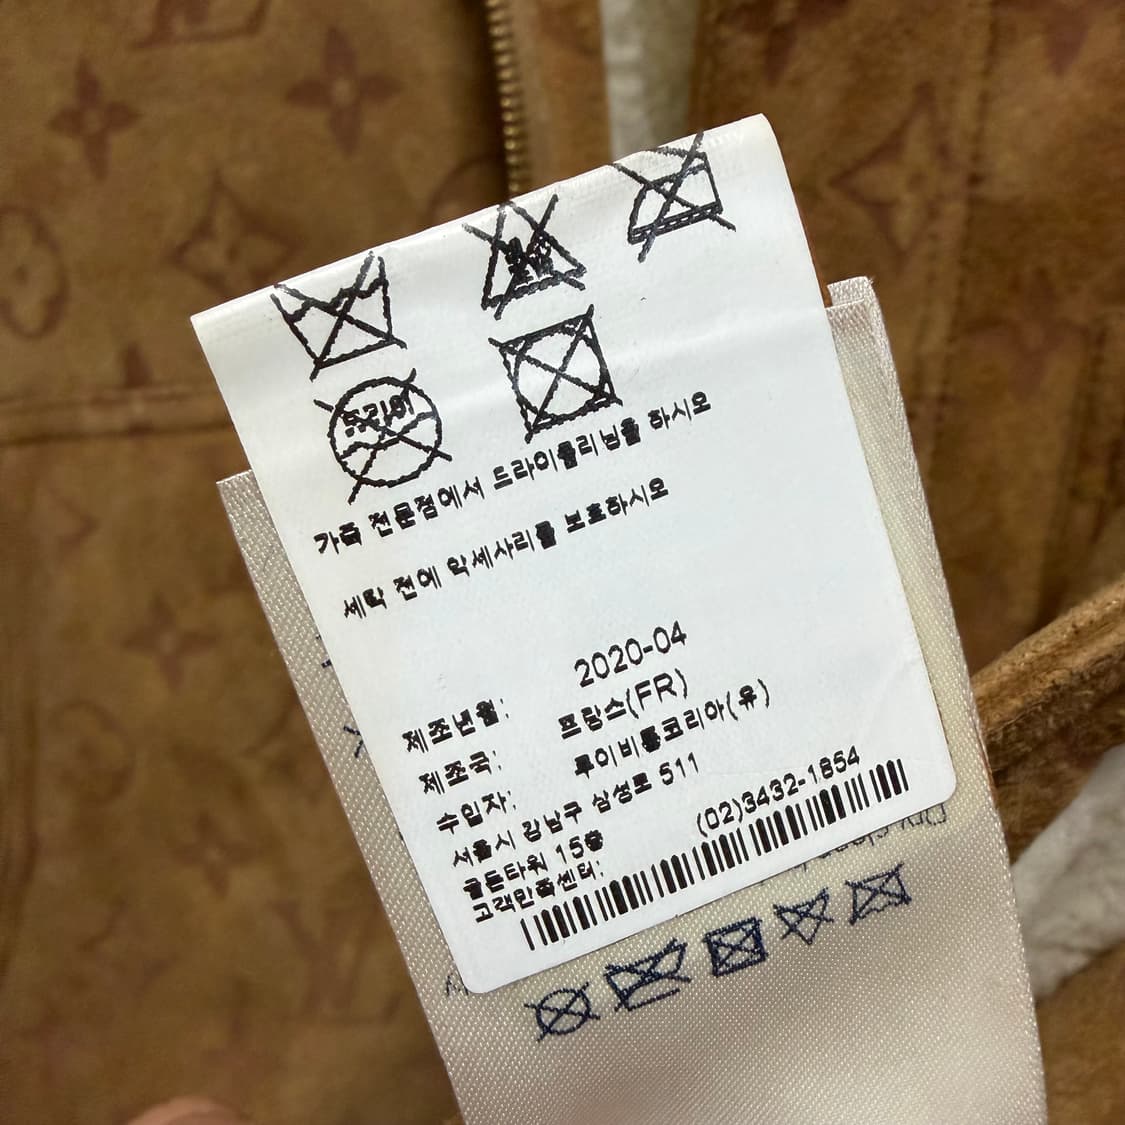 드라이
가죽 전문점에서 드라이클리닝을 하시오
세탁 전에 악세사리를 보호하시오
제조년월: 2020-04
제조국: 프랑스(FR)
수입자: 루이비통코리아(유)
서울시 강남구 삼성로 511
골든타워 15층
고객만족센터: (02)3432-1854